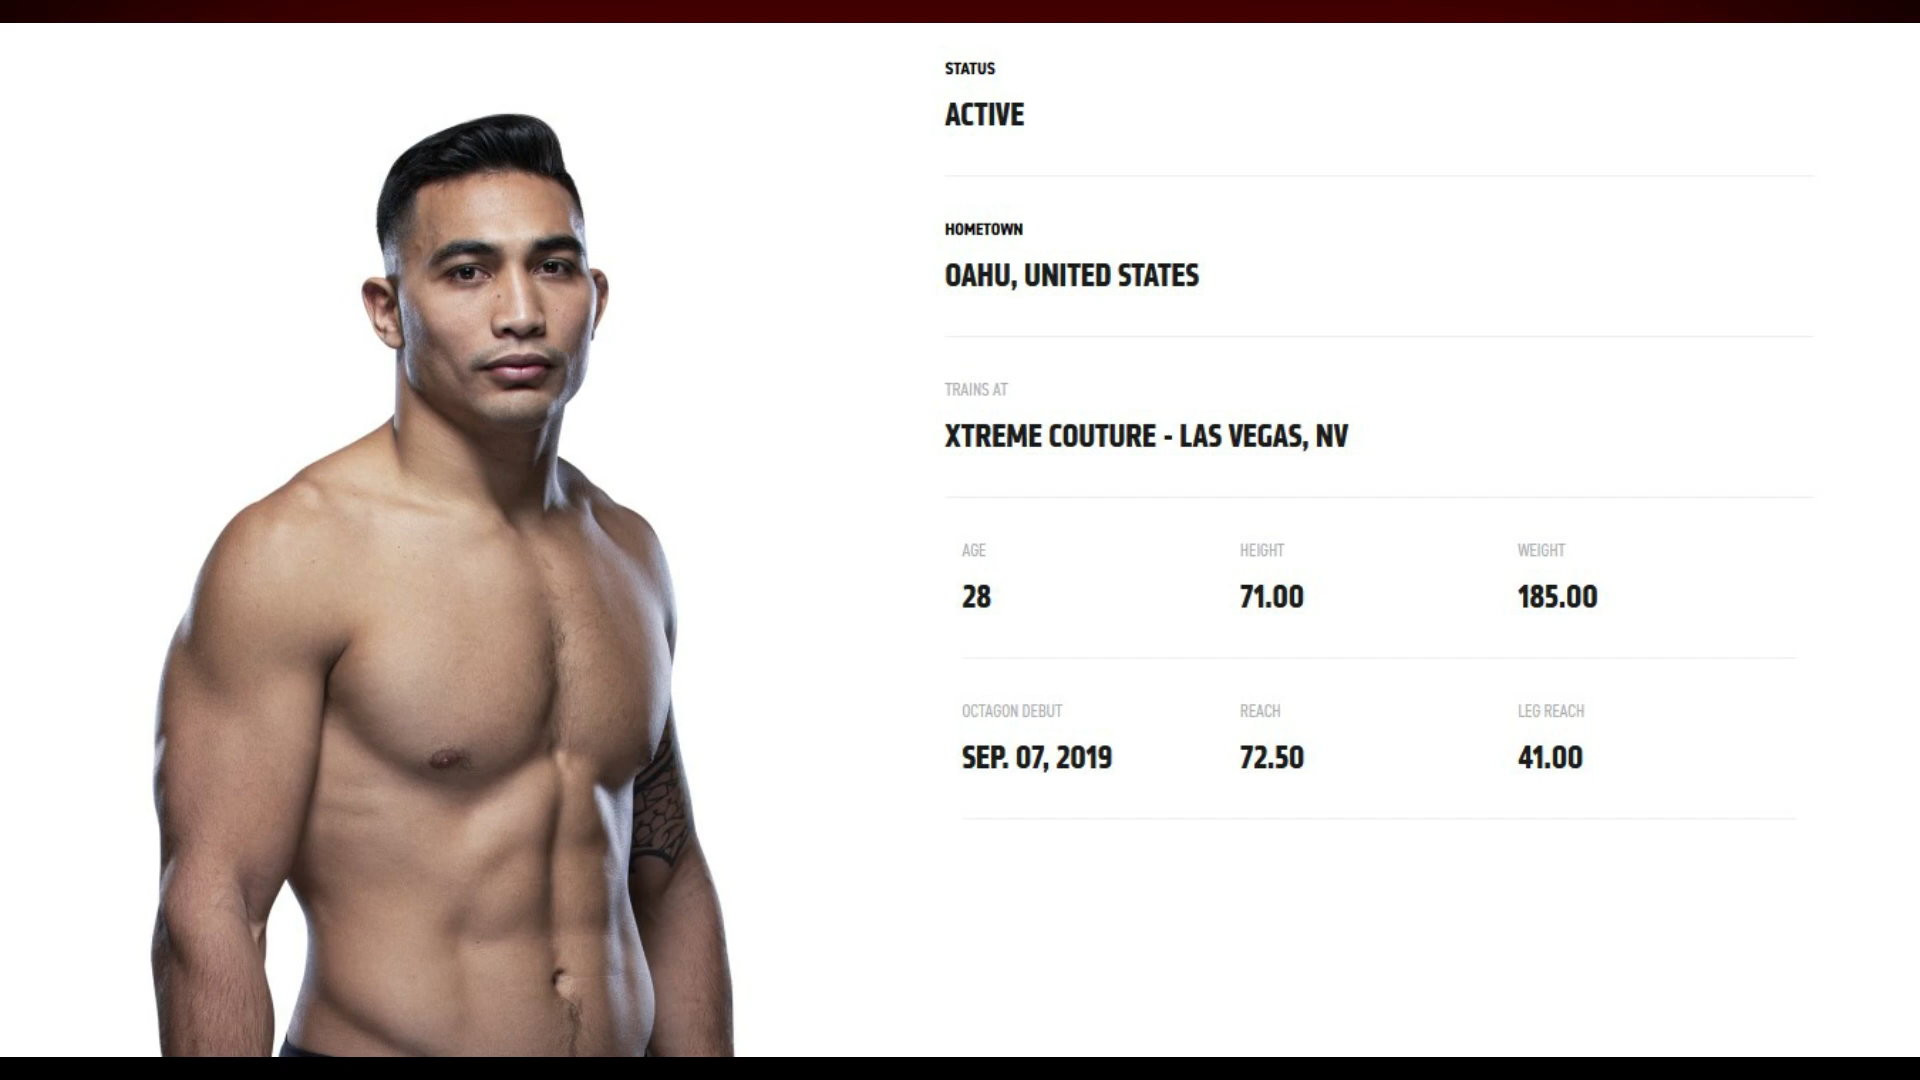 STATUS
ACTIVE
HOMETOWN
OAHU, UNITED STATES
TRAINS AT
XTREME COUTURE - LAS VEGAS, NV
AGE HEIGHT WEIGHT
28 71.00 185.00
OCTAGON DEBUT REACH LEG REACH
SEP. 07, 2019 72.50 41.00